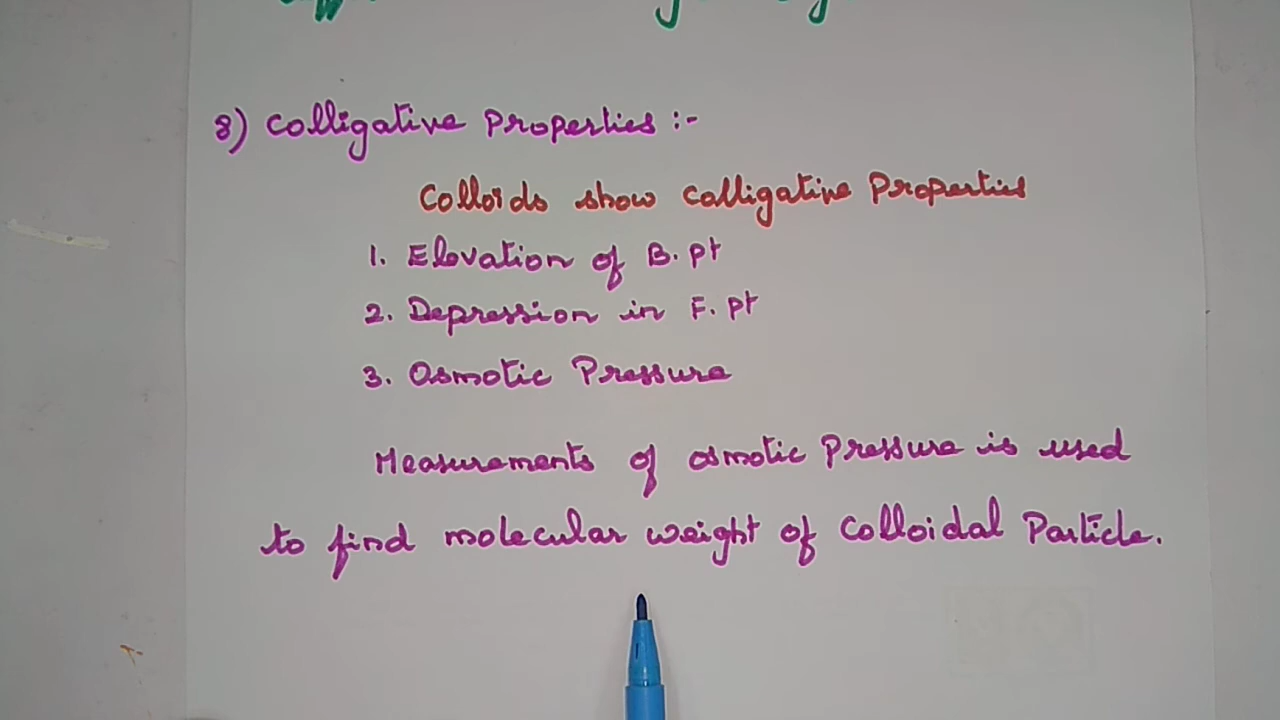 8) Colligative Properties :-
Colloids show Colligative Properties
1. Elevation of B.pt
2. Depression in F.pt
3. Osmotic Pressure
Measurements of osmotic Pressure is used
to find molecular weight of Colloidal Particle.